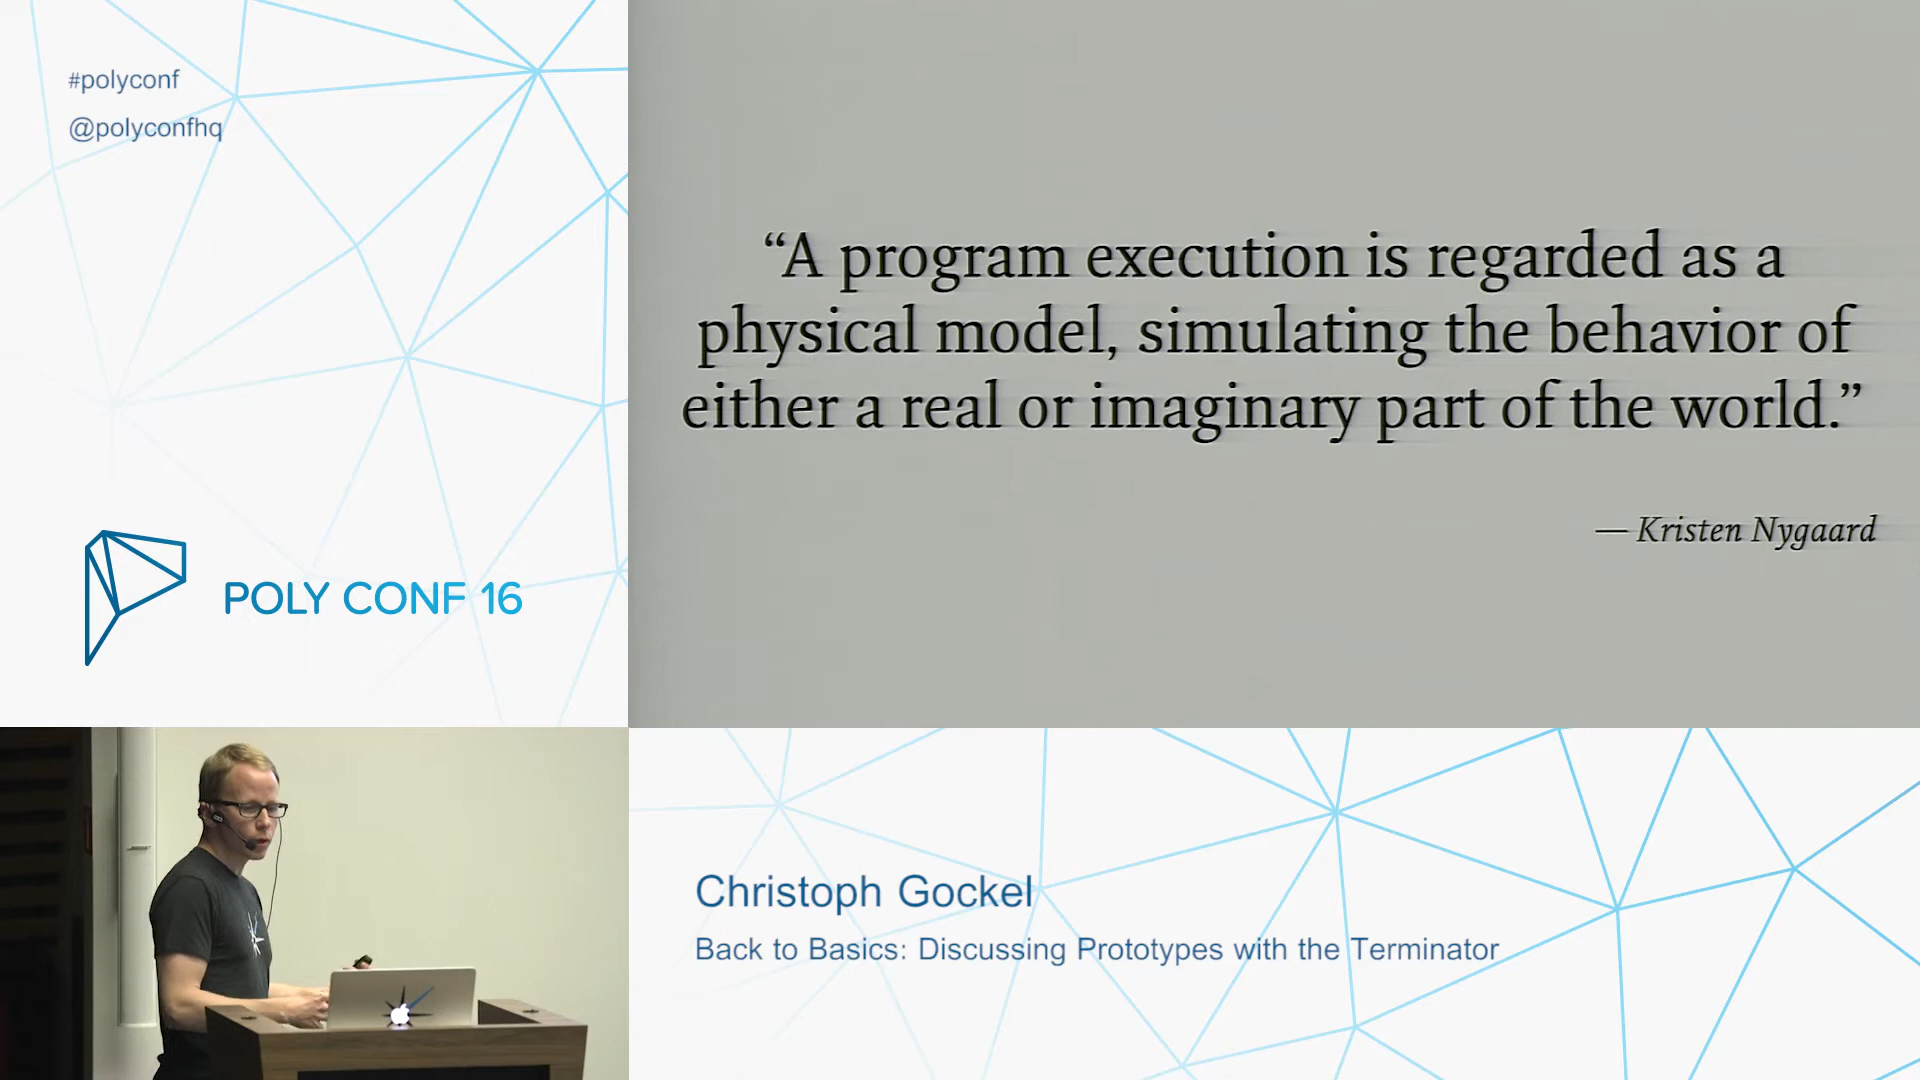 #polyconf
@polyconfhq
POLY CONF 16
“A program execution is regarded as a
physical model, simulating the behavior of
either a real or imaginary part of the world.”
— Kristen Nygaard
Christoph Gockel
Back to Basics: Discussing Prototypes with the Terminator